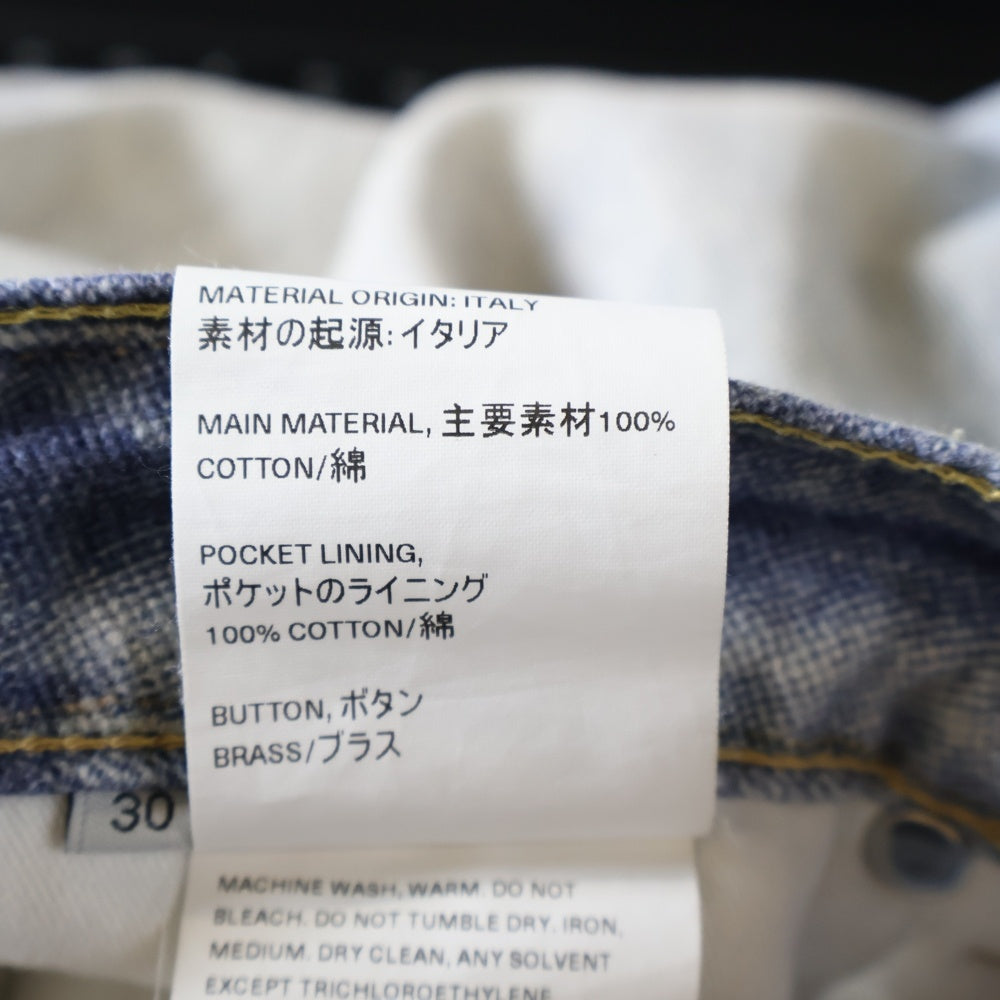 MATERIAL ORIGIN: ITALY
素材の起源: イタリア
MAIN MATERIAL, 主要素材100%
COTTON/綿
POCKET LINING,
ポケットのライニング
100% COTTON/綿
BUTTON, ボタン
BRASS/ブラス
30
MACHINE WASH, WARM. DO NOT
BLEACH. DO NOT TUMBLE DRY. IRON,
MEDIUM. DRY CLEAN, ANY SOLVENT
EXCEPT TRICHLOROETHYLENE